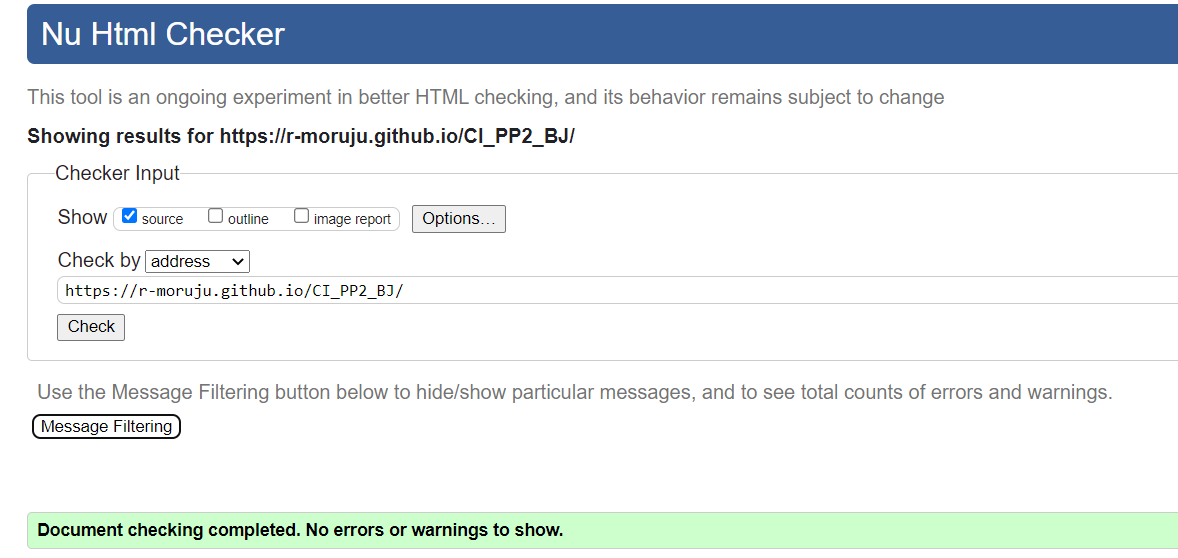 Nu Html Checker
This tool is an ongoing experiment in better HTML checking, and its behavior remains subject to change
Showing results for https://r-moruju.github.io/CI_PP2_BJ/
Checker Input
Show source outline image report Options...
Check by address
https://r-moruju.github.io/CI_PP2_BJ/
Check
Use the Message Filtering button below to hide/show particular messages, and to see total counts of errors and warnings.
Message Filtering
Document checking completed. No errors or warnings to show.